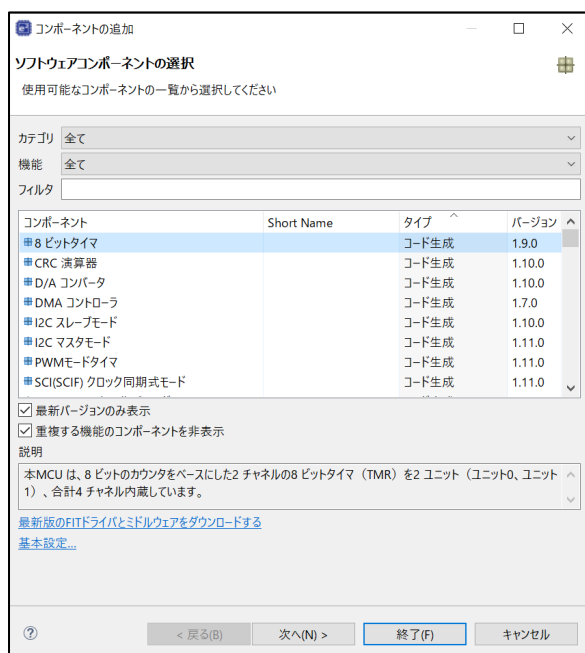 コンポーネントの追加
ソフトウェアコンポーネントの選択
使用可能なコンポーネントの一覧から選択してください
カテゴリ 全て
機能 全て
フィルタ
コンポーネント Short Name タイプ バージョン
8 ビットタイマ コード生成 1.9.0
CRC 演算器 コード生成 1.10.0
D/A コンバータ コード生成 1.10.0
DMA コントローラ コード生成 1.7.0
I2C スレーブモード コード生成 1.10.0
I2C マスタモード コード生成 1.11.0
PWMモードタイマ コード生成 1.11.0
SCI(SCIF) クロック同期式モード コード生成 1.11.0
最新バージョンのみ表示
重複する機能のコンポーネントを非表示
説明
本MCU は、8 ビットのカウンタをベースにした2 チャネルの8 ビットタイマ（TMR）を2 ユニット（ユニット0、ユニット
1）、合計4 チャネル内蔵しています。
最新版のFITドライバとミドルウェアをダウンロードする
基本設定...
< 戻る(B) 次へ(N) > 終了(F) キャンセル